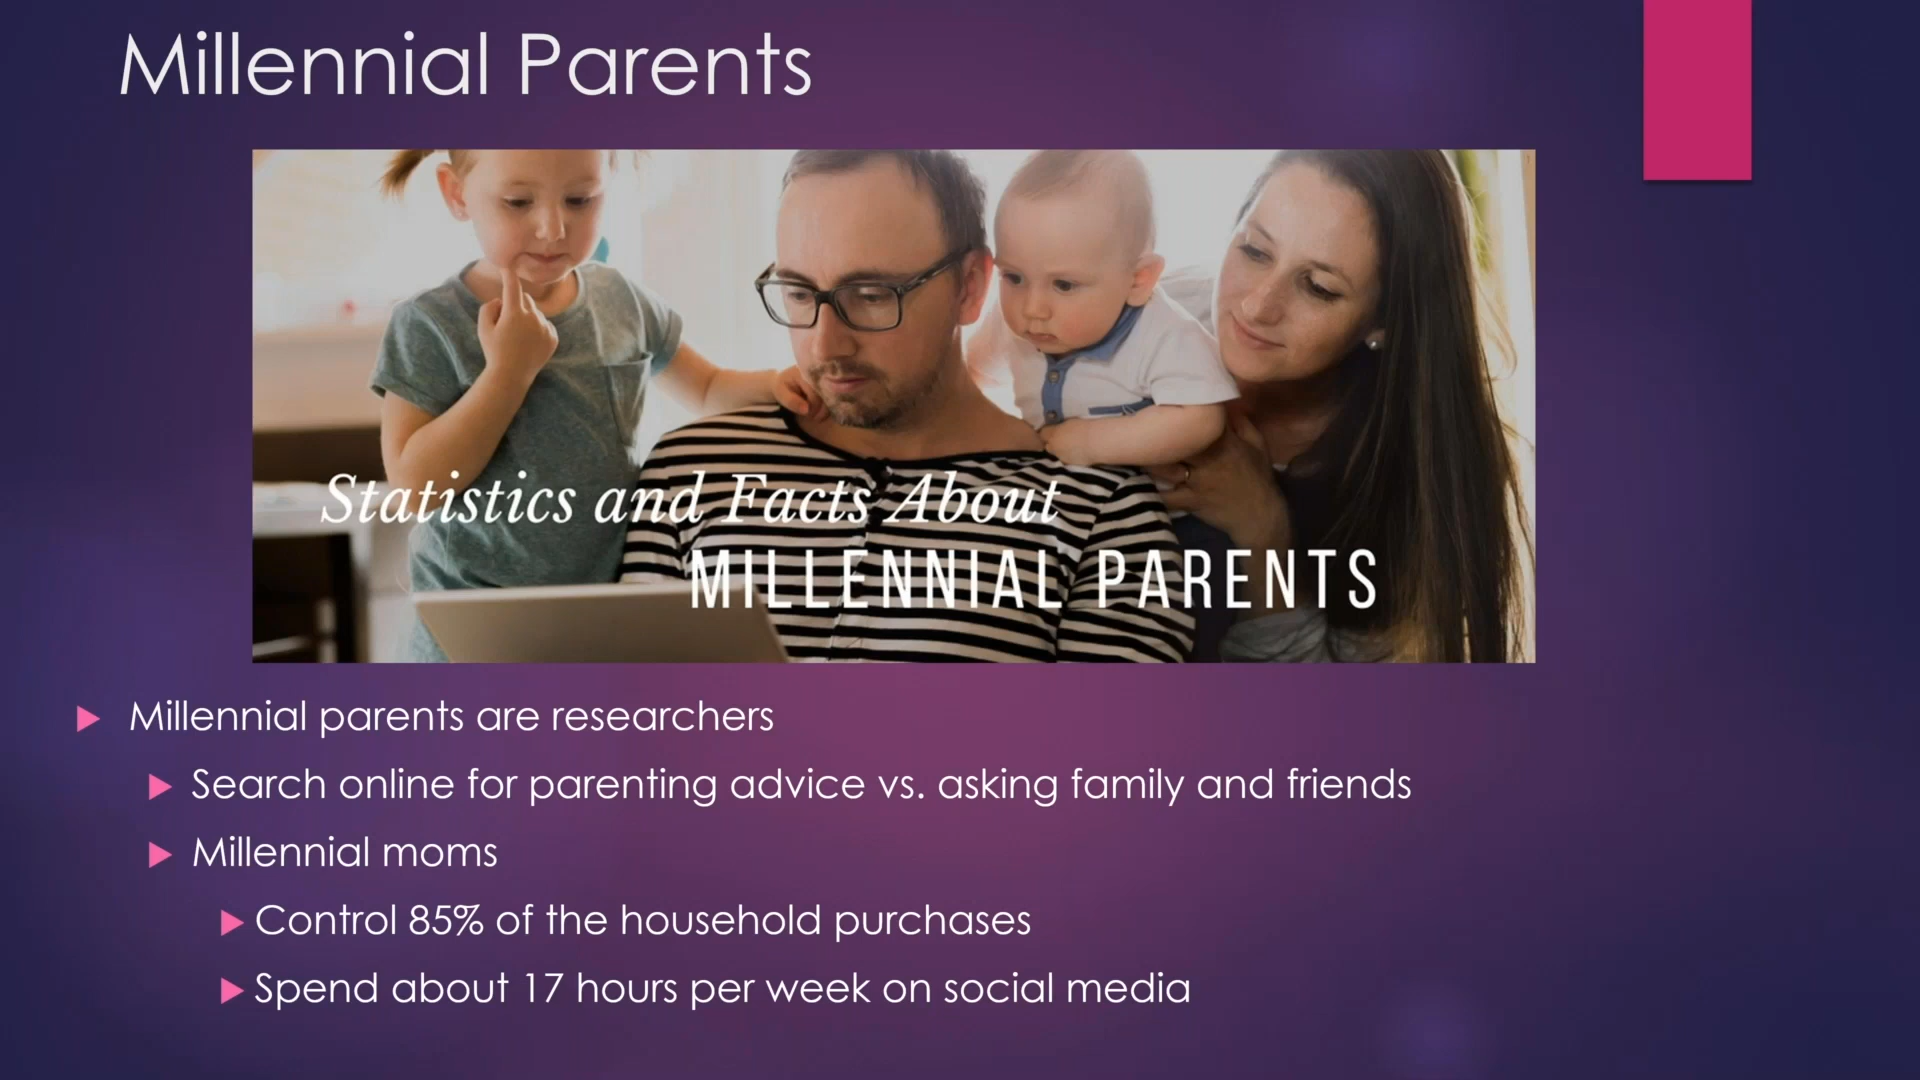 Millennial Parents
Statistics and Facts About
MILLENNIAL PARENTS
Millennial parents are researchers
Search online for parenting advice vs. asking family and friends
Millennial moms
Control 85% of the household purchases
Spend about 17 hours per week on social media